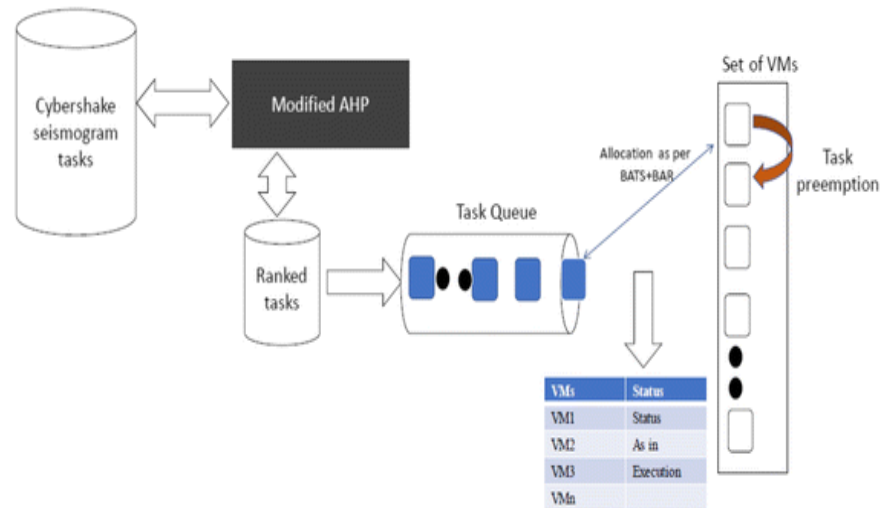 Cybershake
seismogram
tasks
Modified AHP
Set of VMs
Allocation as per
BATS+BAR
Task
preemption
Task Queue
Ranked
tasks
VMs Status
VM1 Status
VM2 As in
VM3 Execution
VMn